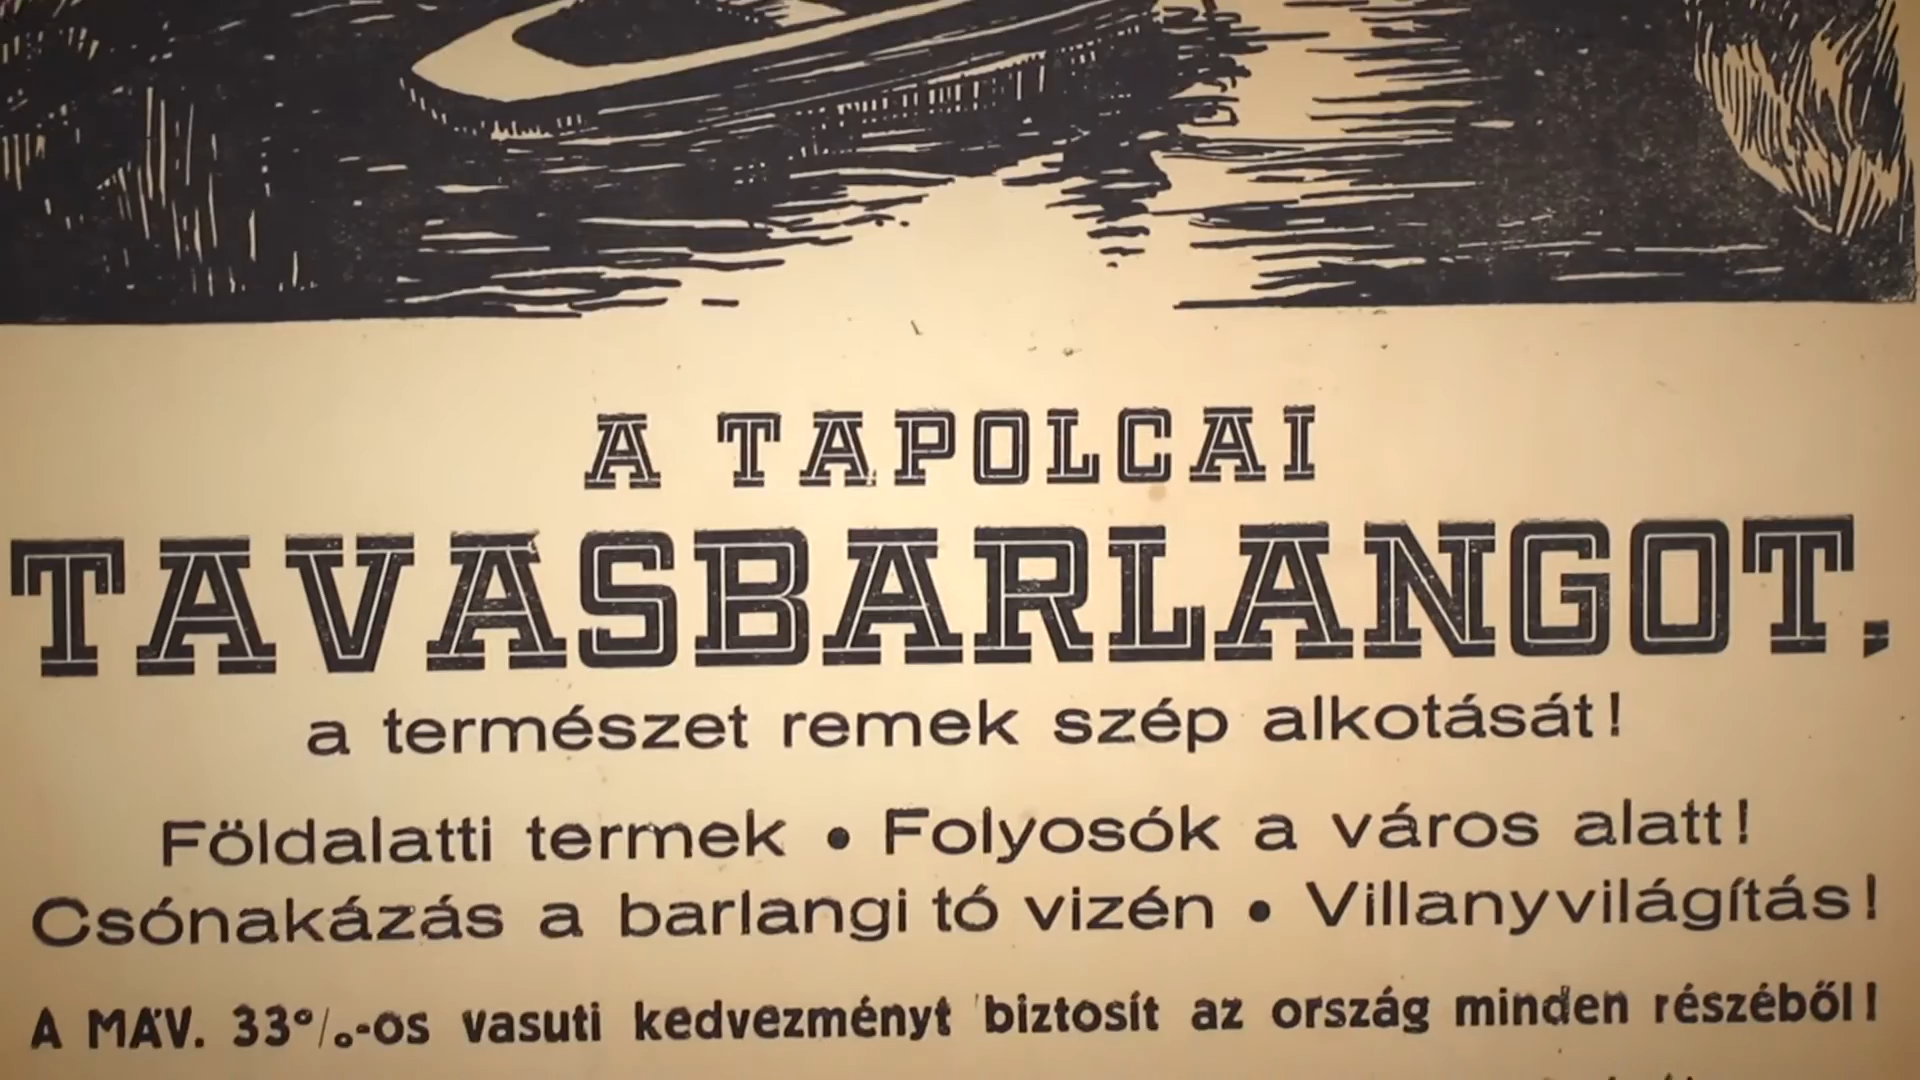 A TAPOLCAI
TAVASBARLANGOT,
a természet remek szép alkotását!
Földalatti termek • Folyosók a város alatt!
Csónakázás a barlangi tó vizén • Villanyvilágítás!
A MÁV. 33%-os vasuti kedvezményt biztosít az ország minden részéből!